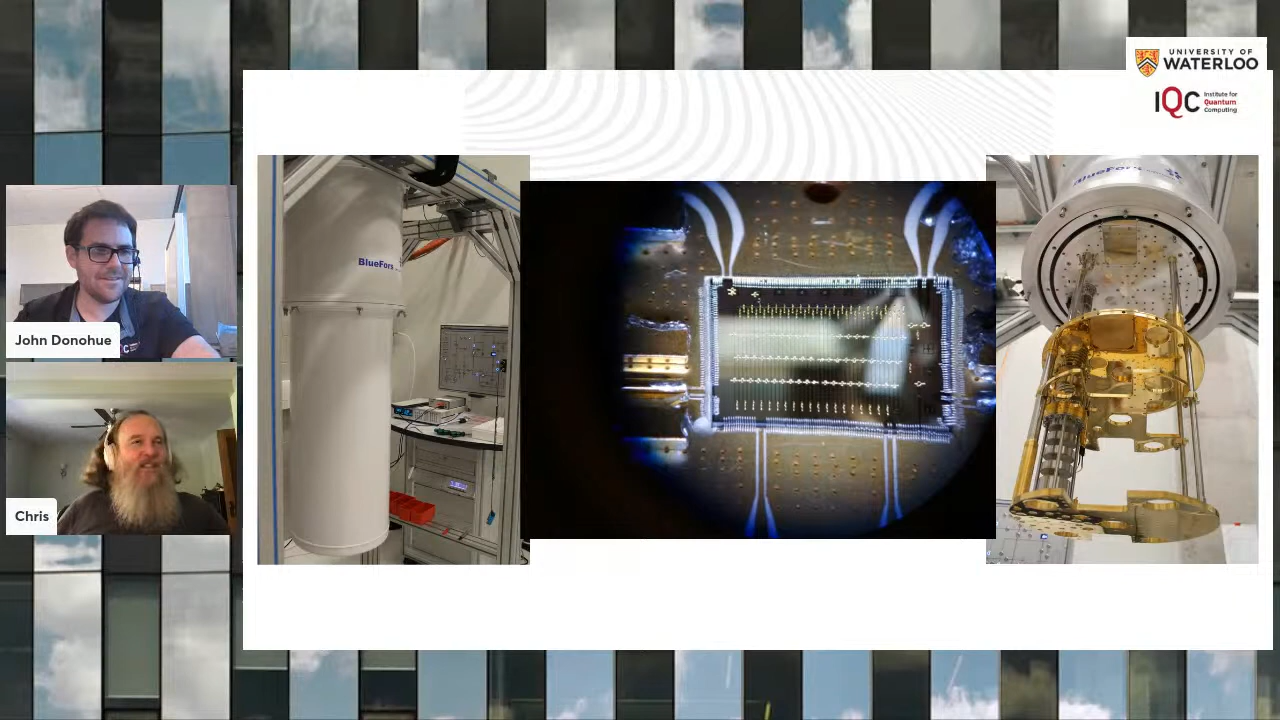 UNIVERSITY OF
WATERLOO
IQC
Institute for
Quantum
Computing
John Donohue
Chris
BlueFors
BlueFors